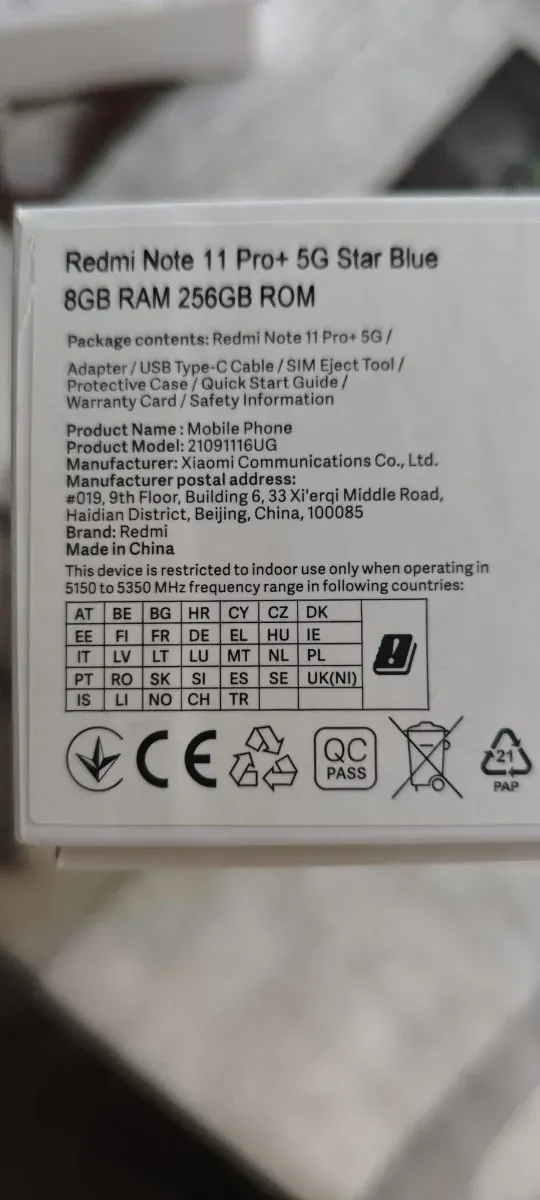 Redmi Note 11 Pro+ 5G Star Blue
8GB RAM 256GB ROM
Package contents: Redmi Note 11 Pro+ 5G /
Adapter / USB Type-C Cable / SIM Eject Tool /
Protective Case / Quick Start Guide /
Warranty Card / Safety Information
Product Name : Mobile Phone
Product Model: 21091116UG
Manufacturer: Xiaomi Communications Co., Ltd.
Manufacturer postal address:
#019, 9th Floor, Building 6, 33 Xi'erqi Middle Road,
Haidian District, Beijing, China, 100085
Brand: Redmi
Made in China
This device is restricted to indoor use only when operating in
5150 to 5350 MHz frequency range in following countries:
AT BE BG HR CY CZ DK
EE FI FR DE EL HU IE
IT LV LT LU MT NL PL
PT RO SK SI ES SE UK(NI)
IS LI NO CH TR
CE
QC
PASS
21
PAP